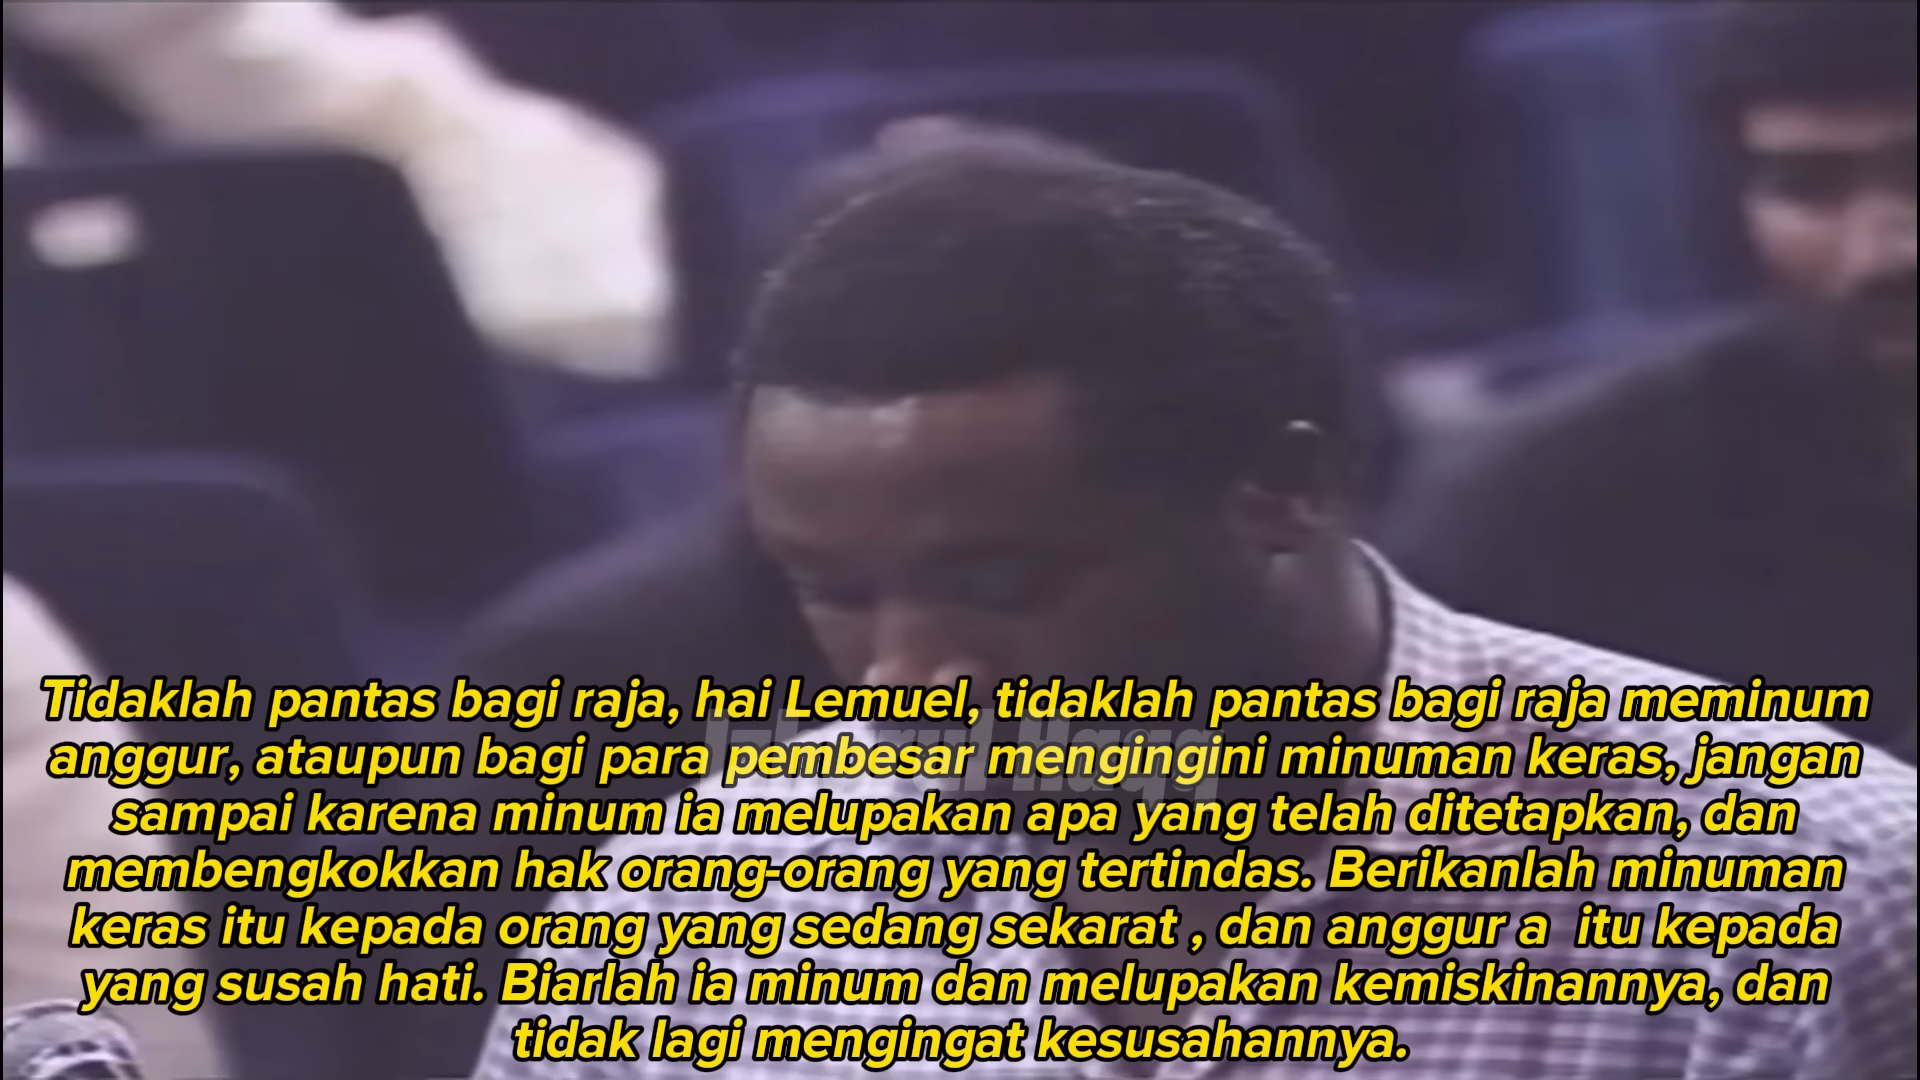 Tidaklah pantas bagi raja, hai Lemuel, tidaklah pantas bagi raja meminum
anggur, ataupun bagi para pembesar mengingini minuman keras, jangan
sampai karena minum ia melupakan apa yang telah ditetapkan, dan
membengkokkan hak orang-orang yang tertindas. Berikanlah minuman
keras itu kepada orang yang sedang sekarat , dan anggur a  itu kepada
yang susah hati. Biarlah ia minum dan melupakan kemiskinannya, dan
tidak lagi mengingat kesusahannya.